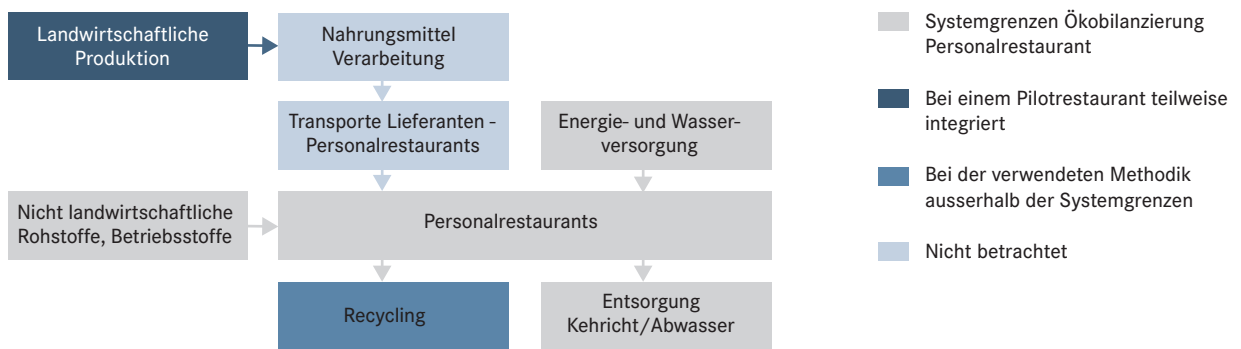 Landwirtschaftliche
Produktion
Nahrungsmittel
Verarbeitung
Transporte Lieferanten -
Personalrestaurants
Energie- und Wasser-
versorgung
Nicht landwirtschaftliche
Rohstoffe, Betriebsstoffe
Personalrestaurants
Recycling
Entsorgung
Kehricht/Abwasser
Systemgrenzen Ökobilanzierung
Personalrestaurant
Bei einem Pilotrestaurant teilweise
integriert
Bei der verwendeten Methodik
ausserhalb der Systemgrenzen
Nicht betrachtet